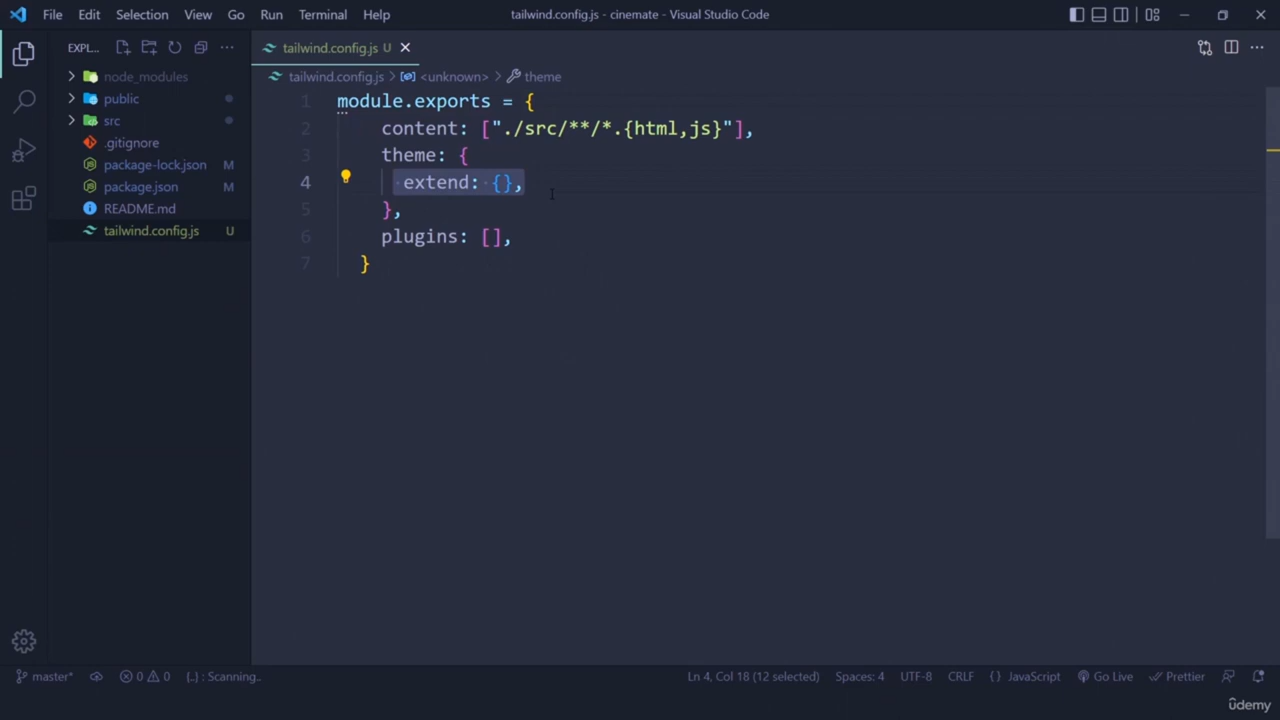 File Edit Selection View Go Run Terminal Help
tailwind.config.js - cinemate - Visual Studio Code
EXPL...
tailwind.config.js U
node_modules
public
src
.gitignore
package-lock.json M
package.json M
README.md
tailwind.config.js U
tailwind.config.js > <unknown> > theme
1 module.exports = {
2 content: ["./src/**/*.{html,js}"],
3 theme: {
4 extend: {},
5 },
6 plugins: [],
7 }
master* 0 0 {..} : Scanning.. Ln 4, Col 18 (12 selected) Spaces: 4 UTF-8 CRLF {} JavaScript Go Live Prettier
ûdemy